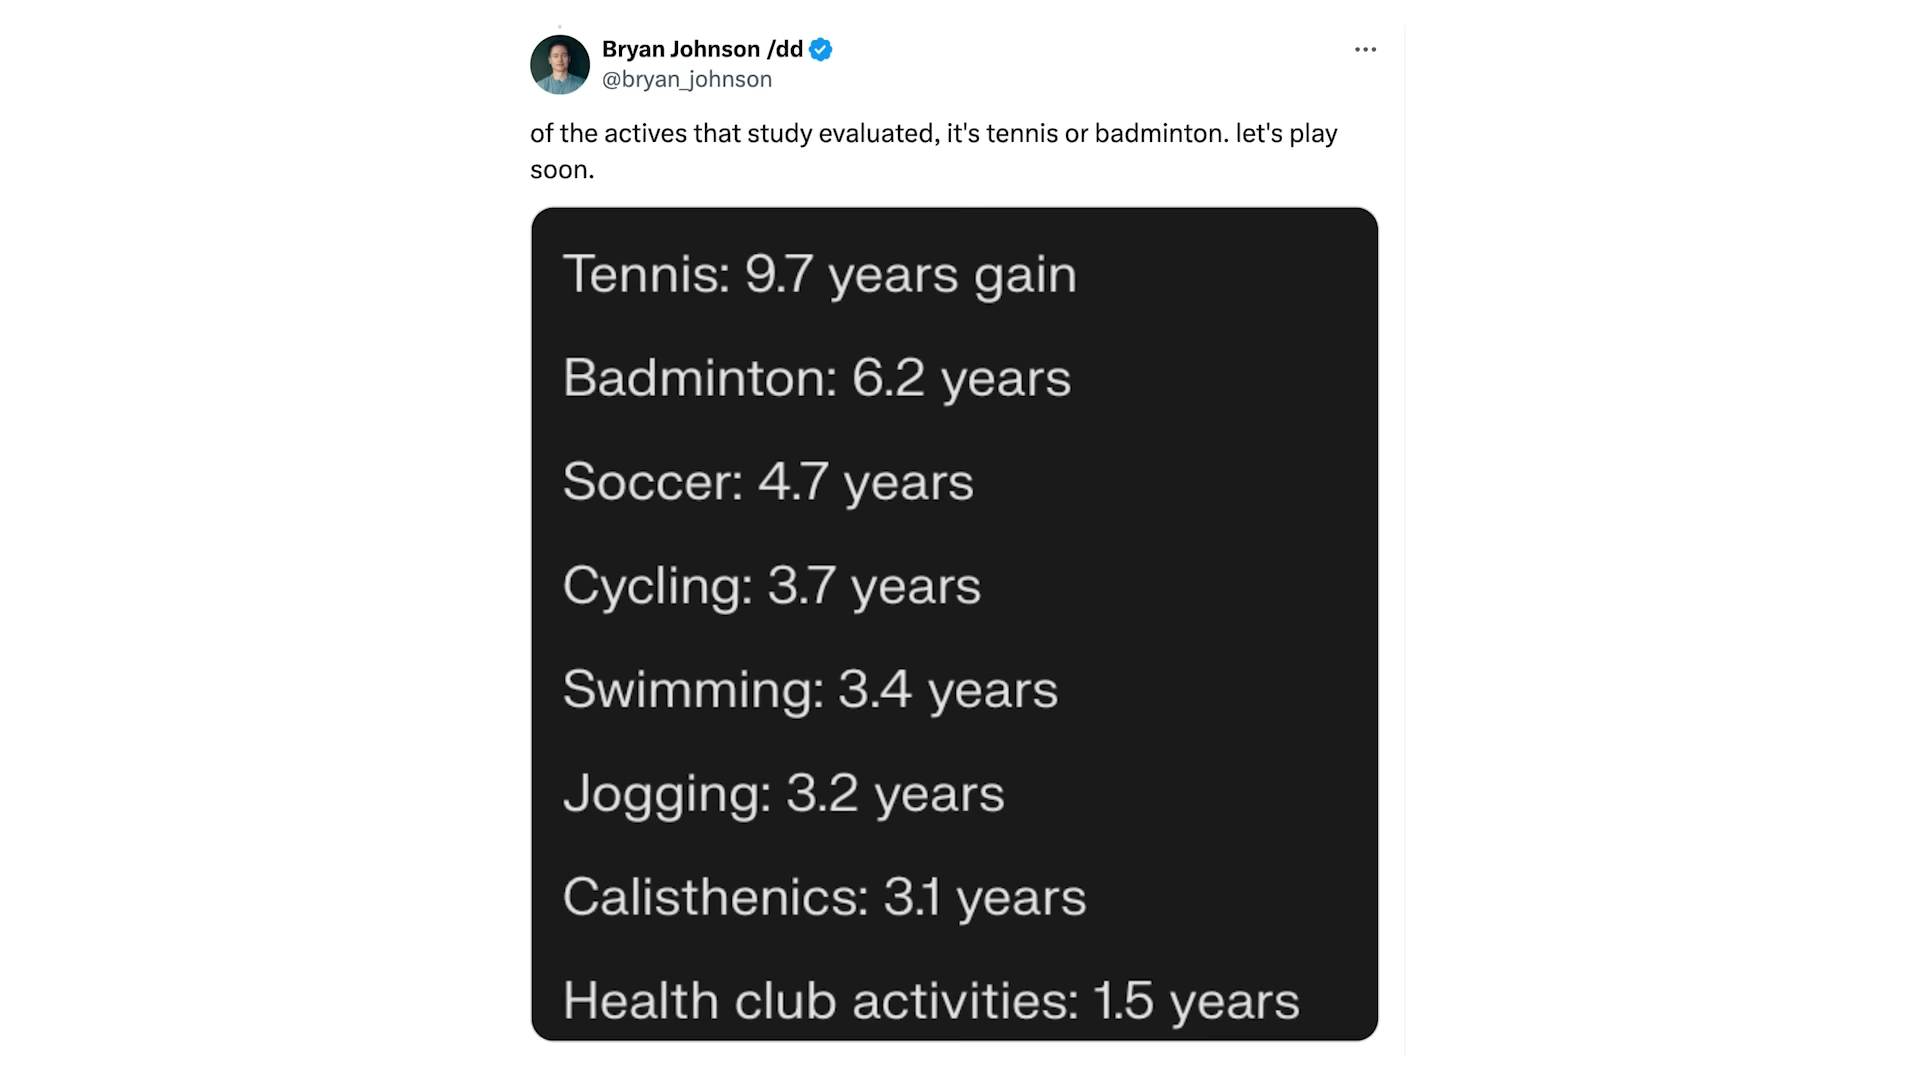 Bryan Johnson /dd
@bryan_johnson
of the actives that study evaluated, it's tennis or badminton. let's play
soon.
Tennis: 9.7 years gain
Badminton: 6.2 years
Soccer: 4.7 years
Cycling: 3.7 years
Swimming: 3.4 years
Jogging: 3.2 years
Calisthenics: 3.1 years
Health club activities: 1.5 years